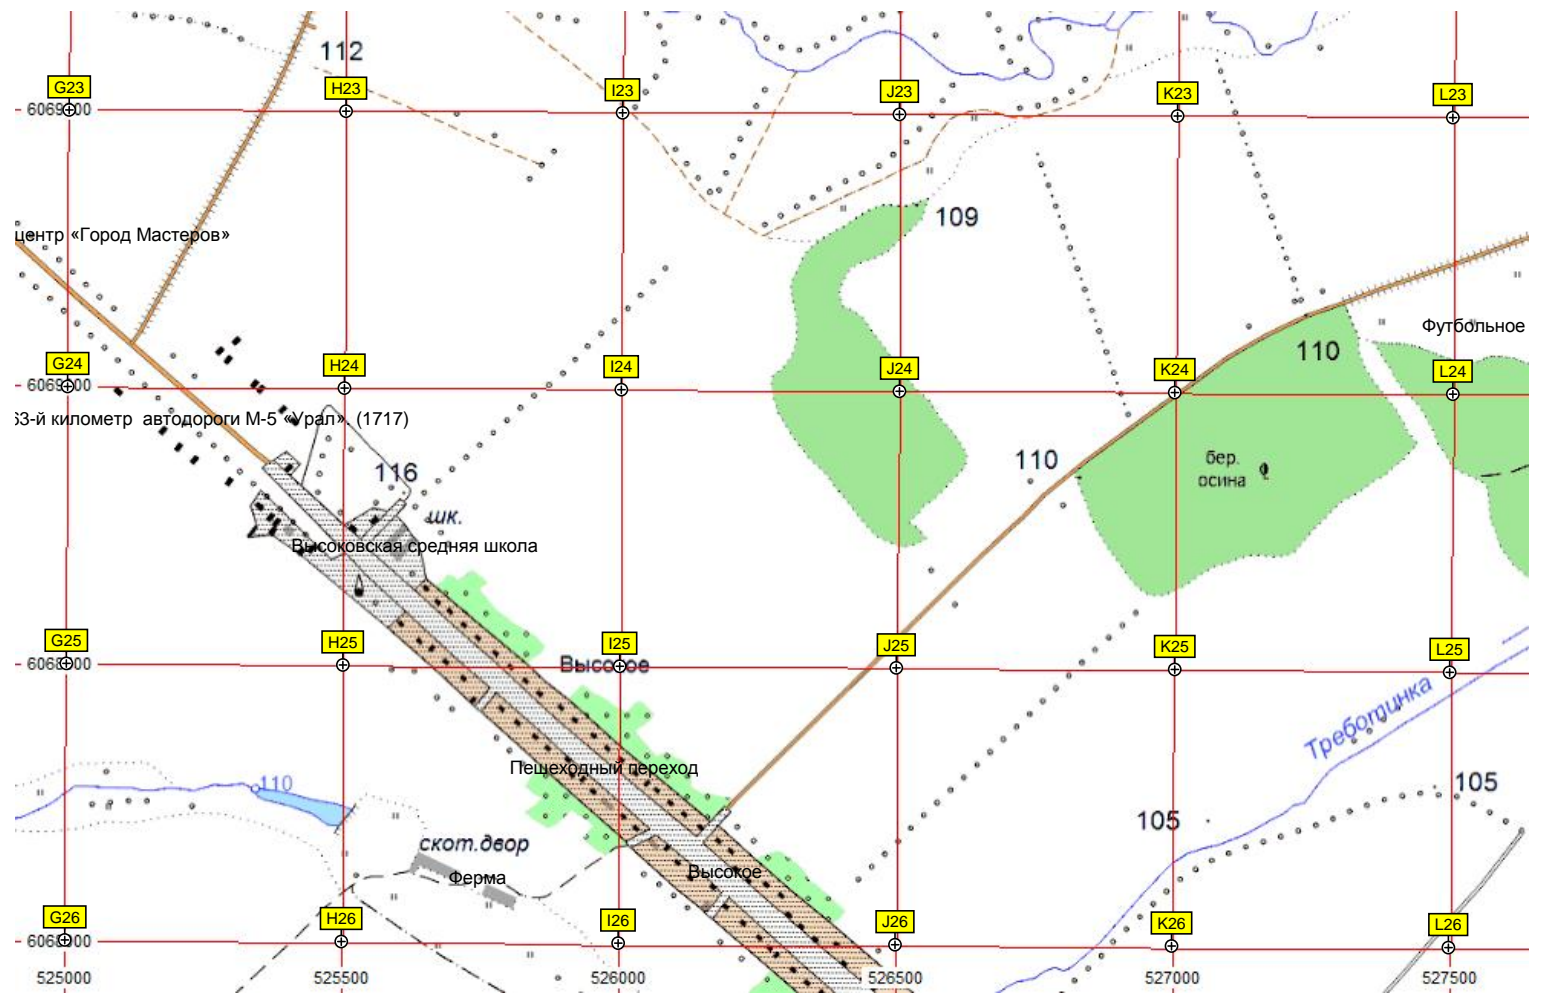 112
G23
H23
I23
J23
K23
L23
109
центр «Город Мастеров»
Футбольное
110
G24
H24
I24
J24
K24
L24
63-й километр автодороги М-5 «Урал». (1717)
116
110
бер.
осина
шк.
Высоковская средняя школа
G25
H25
I25
J25
K25
L25
Высокое
Треботинка
Пешеходный переход
110
105
105
скот.двор
Ферма
Высокое
G26
H26
I26
J26
K26
L26
525000
525500
526000
526500
527000
527500